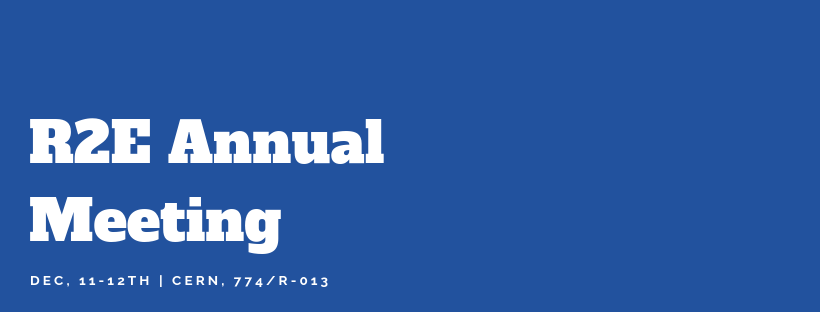 R2E Annual
Meeting
DEC, 11-12TH | CERN, 774/R-013